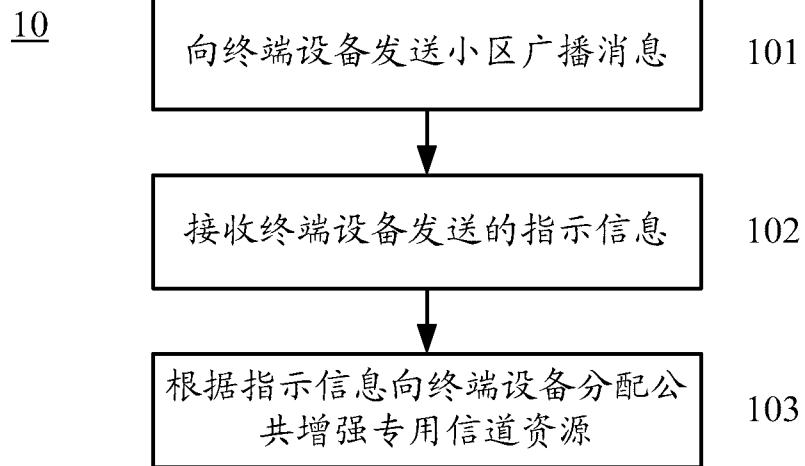 10
向终端设备发送小区广播消息
101
接收终端设备发送的指示信息
102
根据指示信息向终端设备分配公
共增强专用信道资源
103